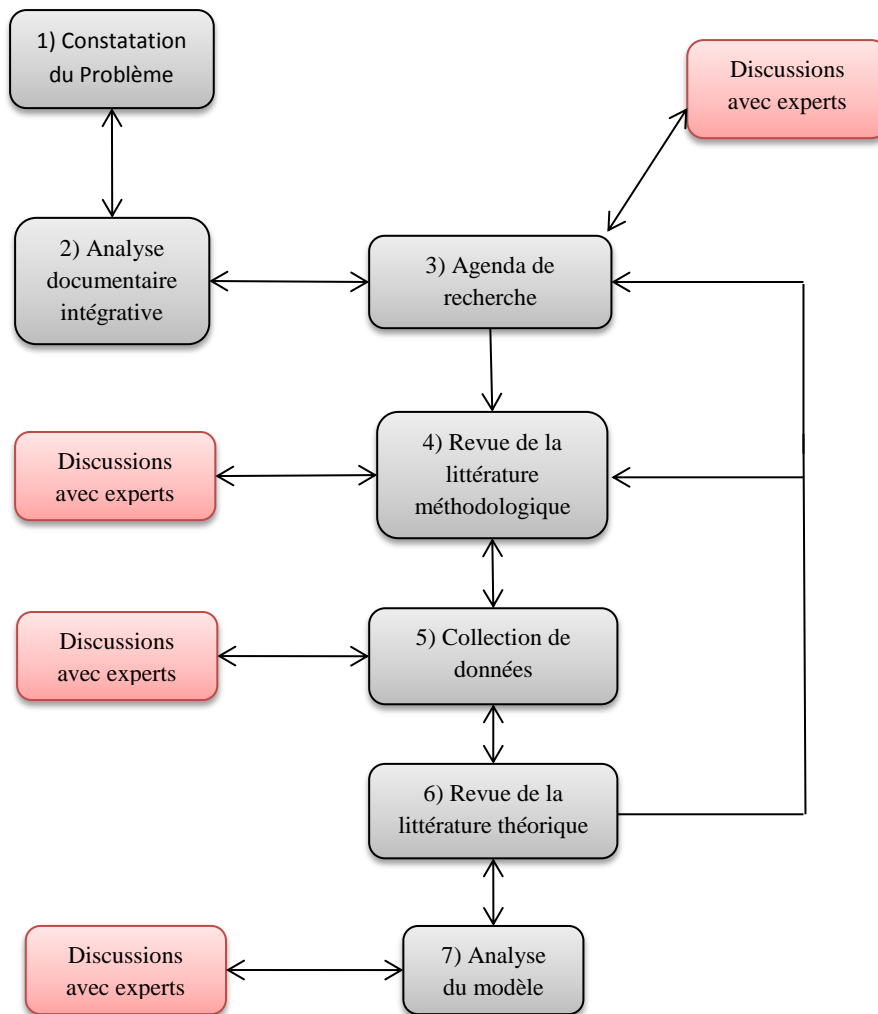 1) Constatation
du Problème
Discussions
avec experts
2) Analyse
documentaire
intégrative
3) Agenda de
recherche
Discussions
avec experts
4) Revue de la
littérature
méthodologique
Discussions
avec experts
5) Collection de
données
6) Revue de la
littérature théorique
Discussions
avec experts
7) Analyse
du modèle